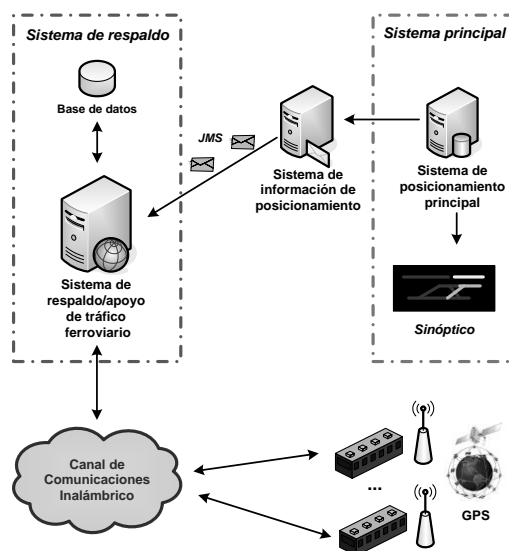 Sistema de respaldo
Sistema principal
Base de datos
JMS
Sistema de
información de
posicionamiento
Sistema de
posicionamiento
principal
Sistema de
respaldo/apoyo
de tráfico
ferroviario
Sinóptico
Canal de
Comunicaciones
Inalámbrico
...
GPS